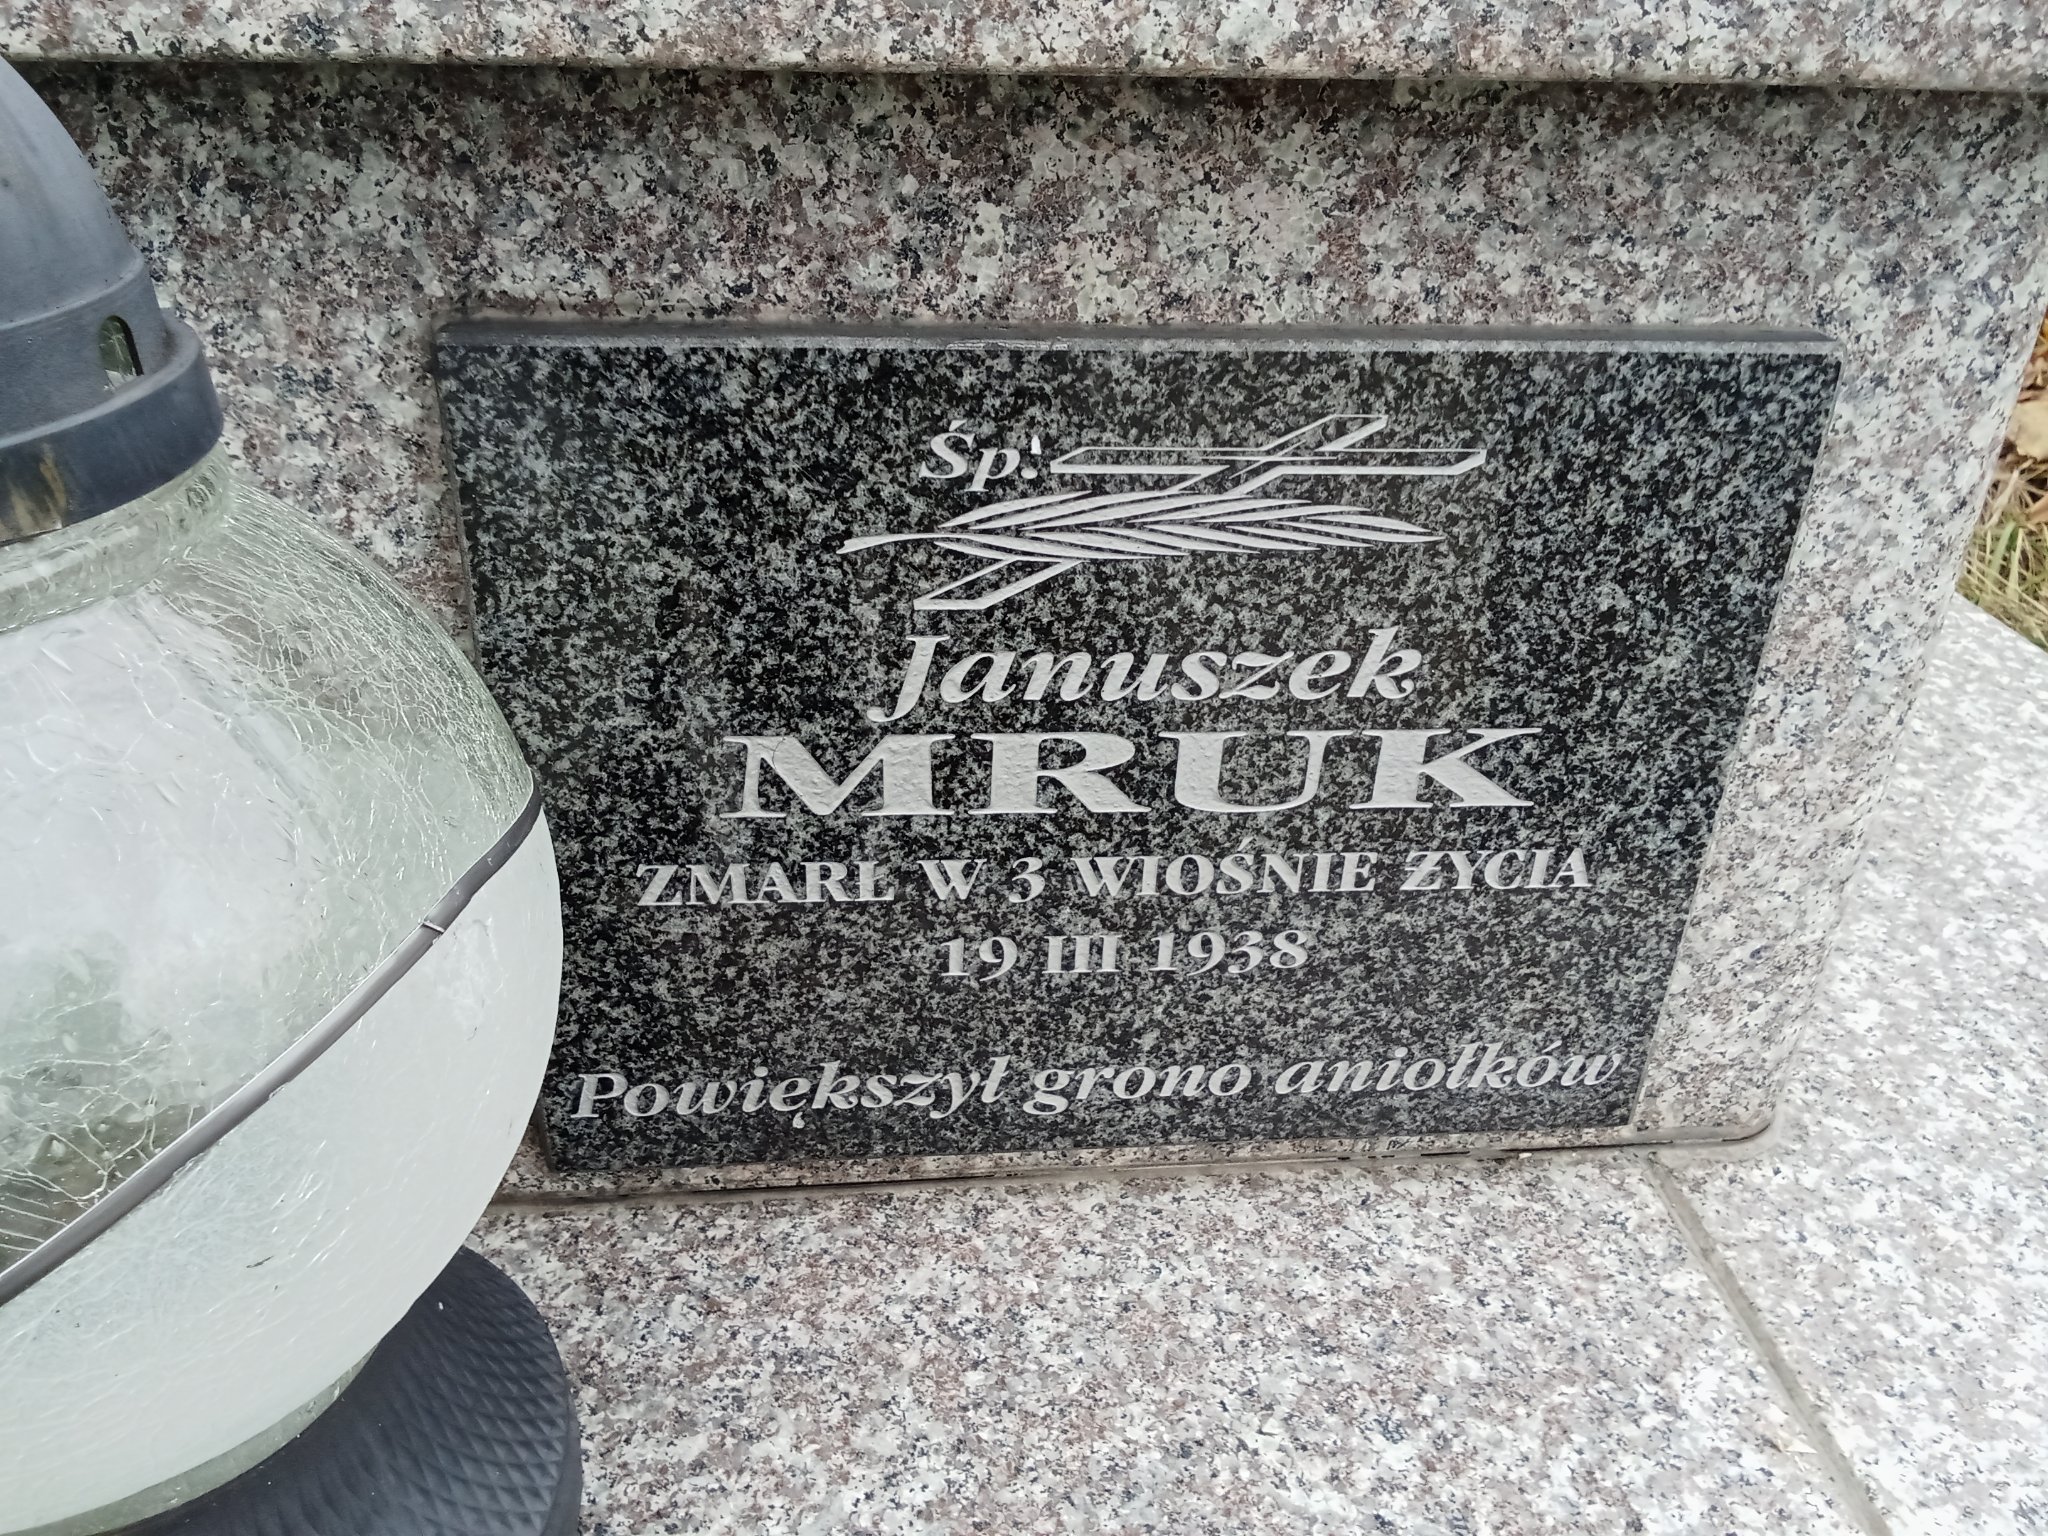 Śp.
Januszek
MRUK
ZMARŁ W 3 WIOŚNIE ŻYCIA
19 III 1938
Powiększył grono aniołków